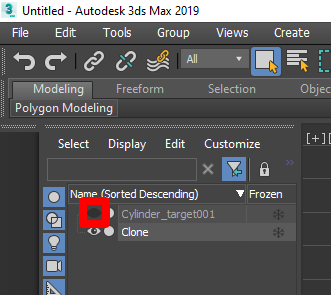 Untitled - Autodesk 3ds Max 2019
File Edit Tools Group Views Create
All
Modeling Freeform Selection Objec
Polygon Modeling
Select Display Edit Customize
[+][
Name (Sorted Descending) Frozen
Cylinder_target001
Clone